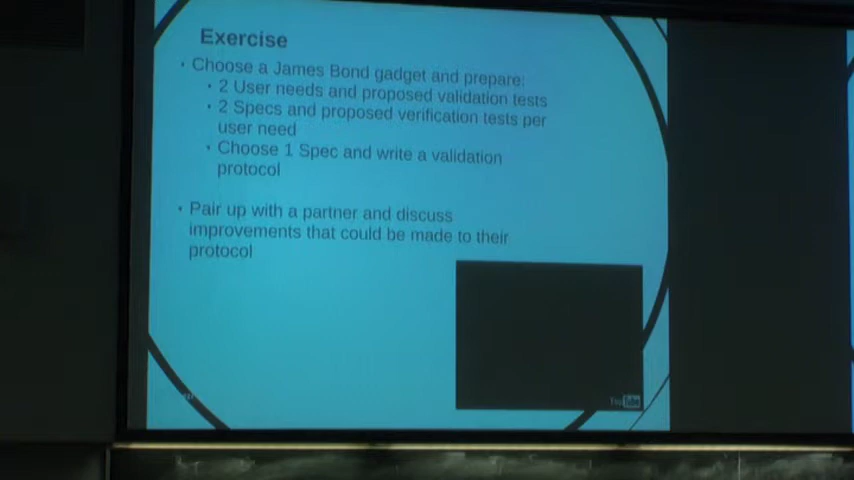 Exercise
Choose a James Bond gadget and prepare:
2 User needs and proposed validation tests
2 Specs and proposed verification tests per
user need
Choose 1 Spec and write a validation
protocol
Pair up with a partner and discuss
improvements that could be made to their
protocol
YouTube